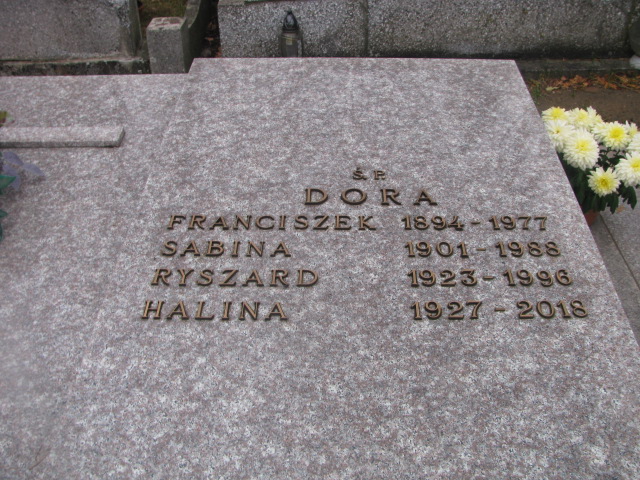 Ś.P.
DORA
FRANCISZEK 1894-1977
SABINA 1901-1988
RYSZARD 1923-1996
HALINA 1927-2018